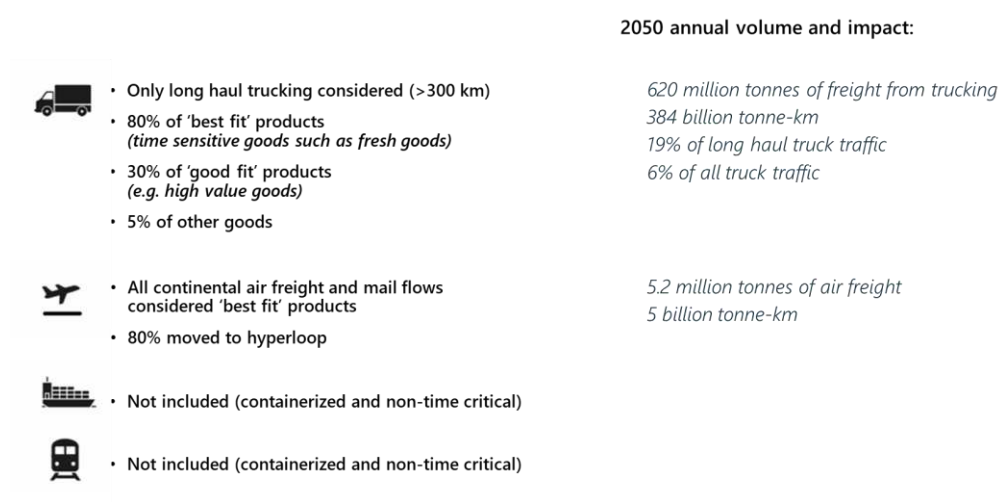 2050 annual volume and impact:
• Only long haul trucking considered (>300 km)
• 80% of ‘best fit’ products
(time sensitive goods such as fresh goods)
• 30% of ‘good fit’ products
(e.g. high value goods)
• 5% of other goods
620 million tonnes of freight from trucking
384 billion tonne-km
19% of long haul truck traffic
6% of all truck traffic
• All continental air freight and mail flows
considered ‘best fit’ products
• 80% moved to hyperloop
5.2 million tonnes of air freight
5 billion tonne-km
• Not included (containerized and non-time critical)
• Not included (containerized and non-time critical)